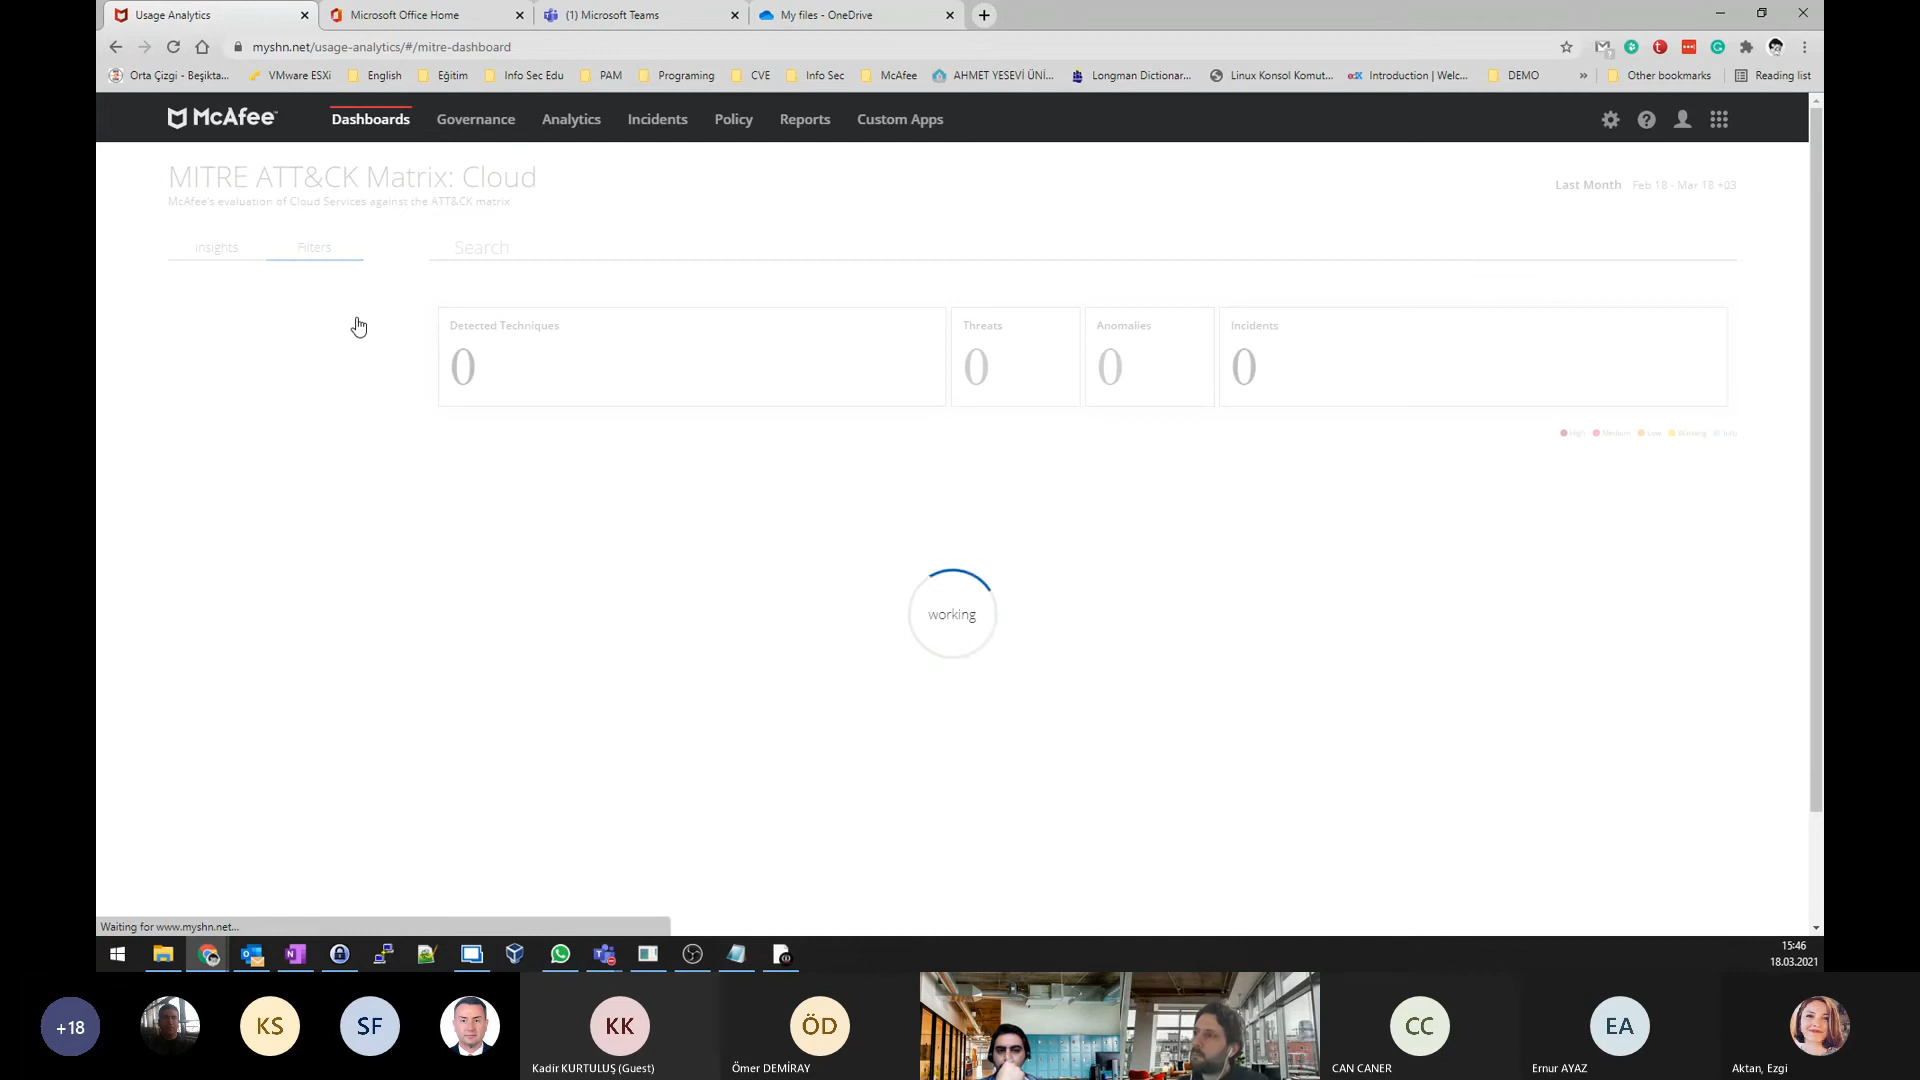 Usage Analytics
Microsoft Office Home
(1) Microsoft Teams
My files - OneDrive
myshn.net/usage-analytics/#/mitre-dashboard
Orta Çizgi - Beşikta...
VMware ESXi
English
Eğitim
Info Sec Edu
PAM
Programing
CVE
Info Sec
McAfee
AHMET YESEVİ ÜNİ...
Longman Dictionar...
Linux Konsol Komut...
Introduction | Welc...
DEMO
»
Other bookmarks
Reading list
McAfee
Dashboards
Governance
Analytics
Incidents
Policy
Reports
Custom Apps
MITRE ATT&CK Matrix: Cloud
McAfee's evaluation of Cloud Services against the ATT&CK matrix
Last Month Feb 18 - Mar 18 +03
Insights
Filters
Search
Detected Techniques
0
Threats
0
Anomalies
0
Incidents
0
High
Medium
Low
Warning
Info
working
Waiting for www.myshn.net...
15:46
18.03.2021
+18
KS
SF
KK
Kadir KURTULUŞ (Guest)
ÖD
Ömer DEMİRAY
CC
CAN CANER
EA
Ernur AYAZ
Aktan, Ezgi